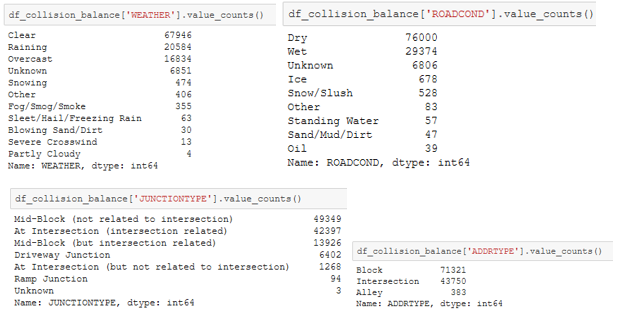 df_collision_balance['WEATHER'].value_counts()
Clear 67946
Raining 20584
Overcast 16834
Unknown 6851
Snowing 474
Other 406
Fog/Smog/Smoke 355
Sleet/Hail/Freezing Rain 63
Blowing Sand/Dirt 30
Severe Crosswind 13
Partly Cloudy 4
Name: WEATHER, dtype: int64
df_collision_balance['ROADCOND'].value_counts()
Dry 76000
Wet 29374
Unknown 6806
Ice 678
Snow/Slush 528
Other 83
Standing Water 57
Sand/Mud/Dirt 47
Oil 39
Name: ROADCOND, dtype: int64
df_collision_balance['JUNCTIONTYPE'].value_counts()
Mid-Block (not related to intersection) 49349
At Intersection (intersection related) 42397
Mid-Block (but intersection related) 13926
Driveway Junction 6402
At Intersection (but not related to intersection) 1268
Ramp Junction 94
Unknown 3
Name: JUNCTIONTYPE, dtype: int64
df_collision_balance['ADDRTYPE'].value_counts()
Block 71321
Intersection 43750
Alley 383
Name: ADDRTYPE, dtype: int64